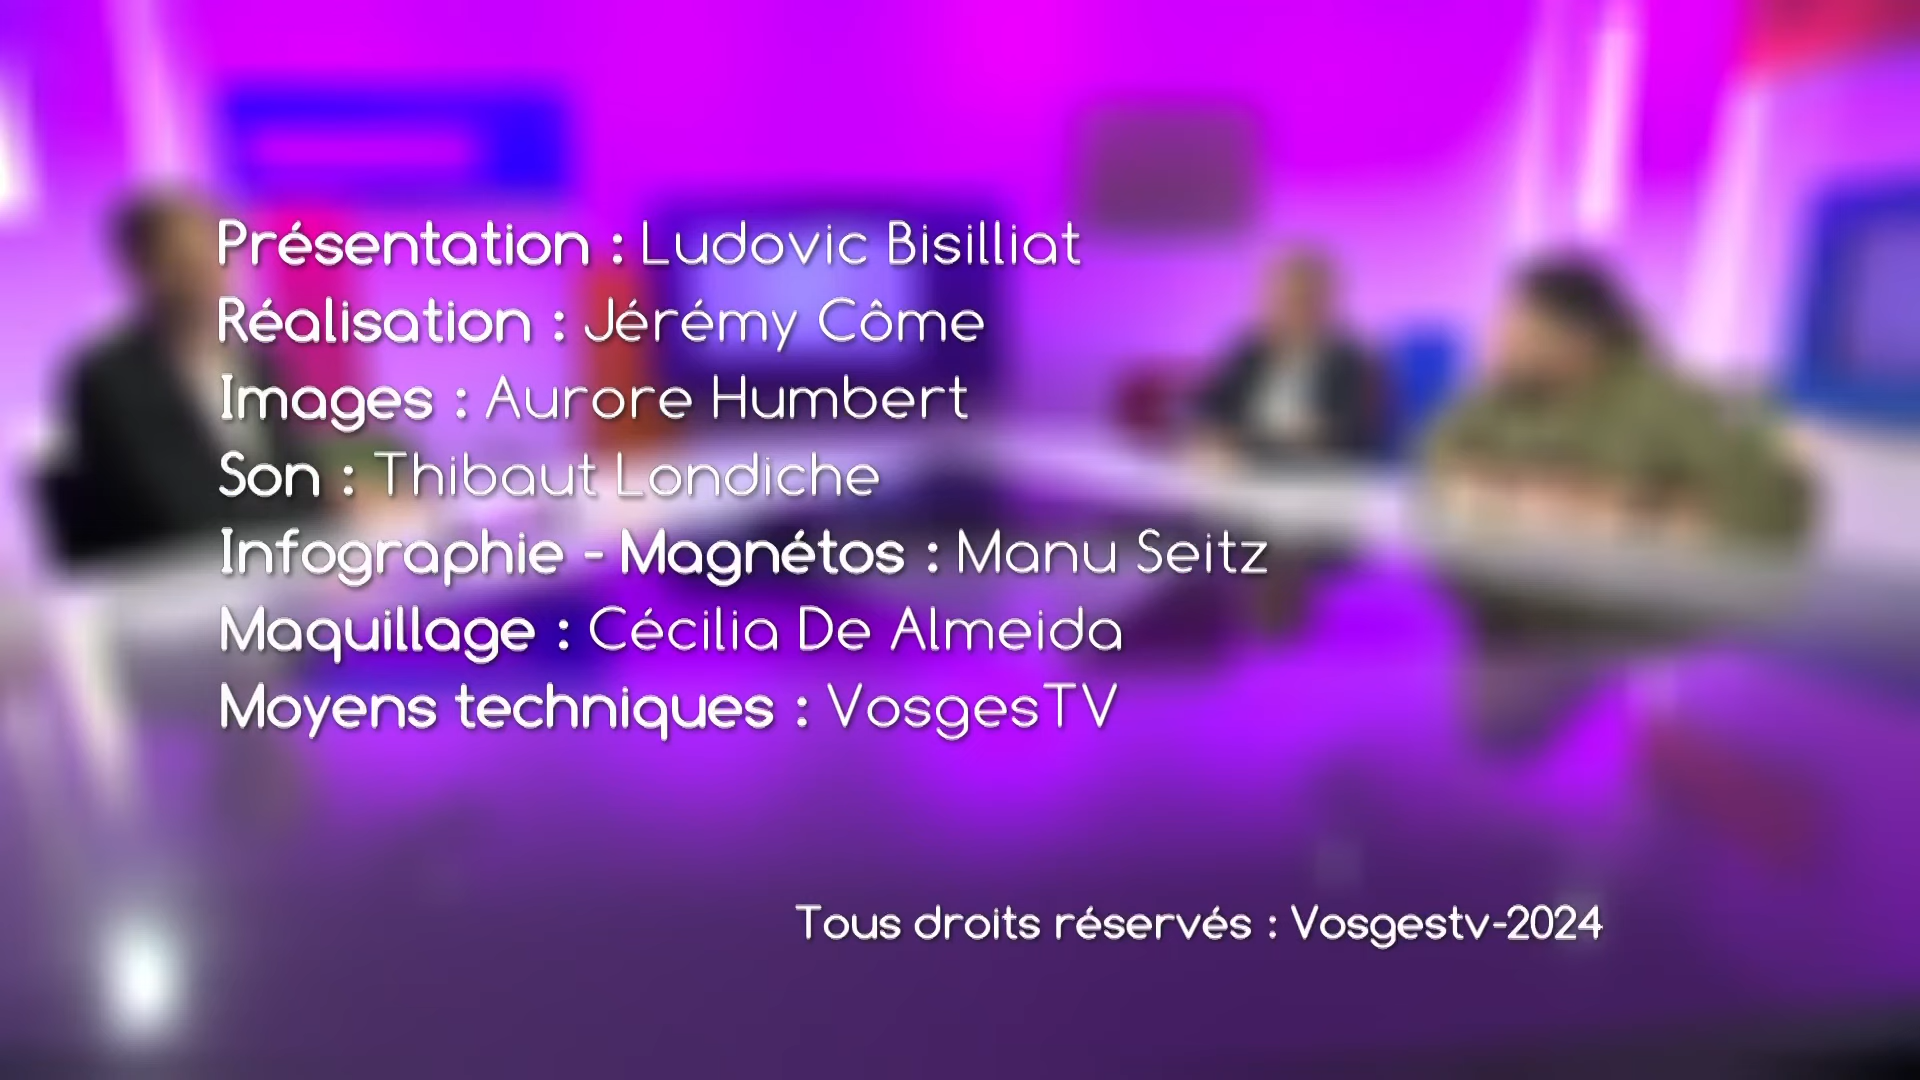 Présentation : Ludovic Bisilliat
Réalisation : Jérémy Côme
Images : Aurore Humbert
Son : Thibaut Londiche
Infographie - Magnétos : Manu Seitz
Maquillage : Cécilia De Almeida
Moyens techniques : VosgesTV
Tous droits réservés : Vosgestv-2024